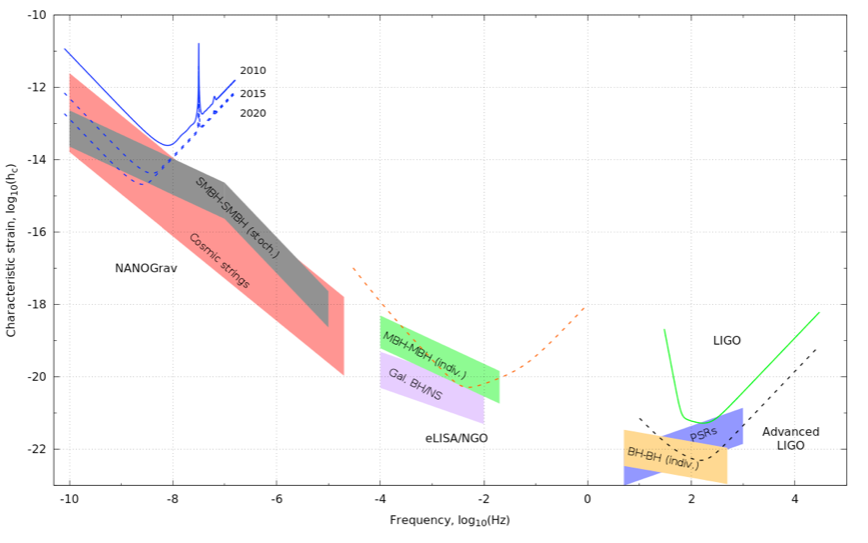 -10
-12
-14
-16
-18
-20
-22
Characteristic strain, log10(hc)
2010
2015
2020
SMBH-SMBH (stoch.)
Cosmic strings
NANOGrav
MBH-MBH (indiv.)
Gal. BH/NS
eLISA/NGO
LIGO
PSRs
Advanced
LIGO
BH-BH (indiv.)
-10 -8 -6 -4 -2 0 2 4
Frequency, log10(Hz)